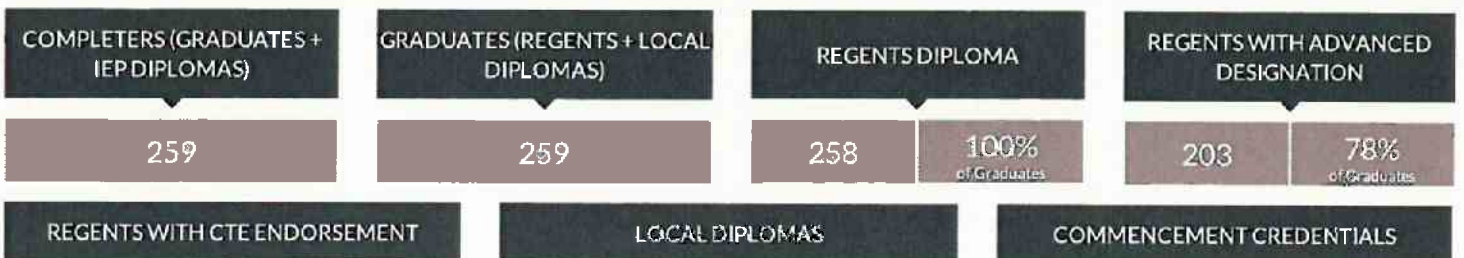 COMPLETERS (GRADUATES +
IEP DIPLOMAS)
GRADUATES (REGENTS + LOCAL
DIPLOMAS)
REGENTS DIPLOMA
REGENTS WITH ADVANCED
DESIGNATION
259
259
258
100%
of Graduates
203
78%
of Graduates
REGENTS WITH CTE ENDORSEMENT
LOCAL DIPLOMAS
COMMENCEMENT CREDENTIALS